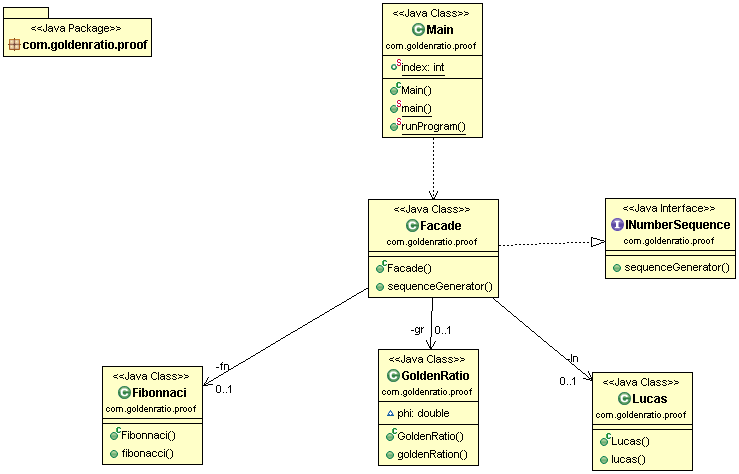 <<Java Package>>
com.goldenratio.proof
<<Java Class>>
Main
com.goldenratio.proof
index: int
Main()
main()
runProgram()
<<Java Class>>
Facade
com.goldenratio.proof
Facade()
sequenceGenerator()
<<Java Interface>>
INumberSequence
com.goldenratio.proof
sequenceGenerator()
-fn
0..1
-gr
0..1
-ln
0..1
<<Java Class>>
Fibonnaci
com.goldenratio.proof
Fibonnaci()
fibonacci()
<<Java Class>>
GoldenRatio
com.goldenratio.proof
phi: double
GoldenRatio()
goldenRation()
<<Java Class>>
Lucas
com.goldenratio.proof
Lucas()
lucas()